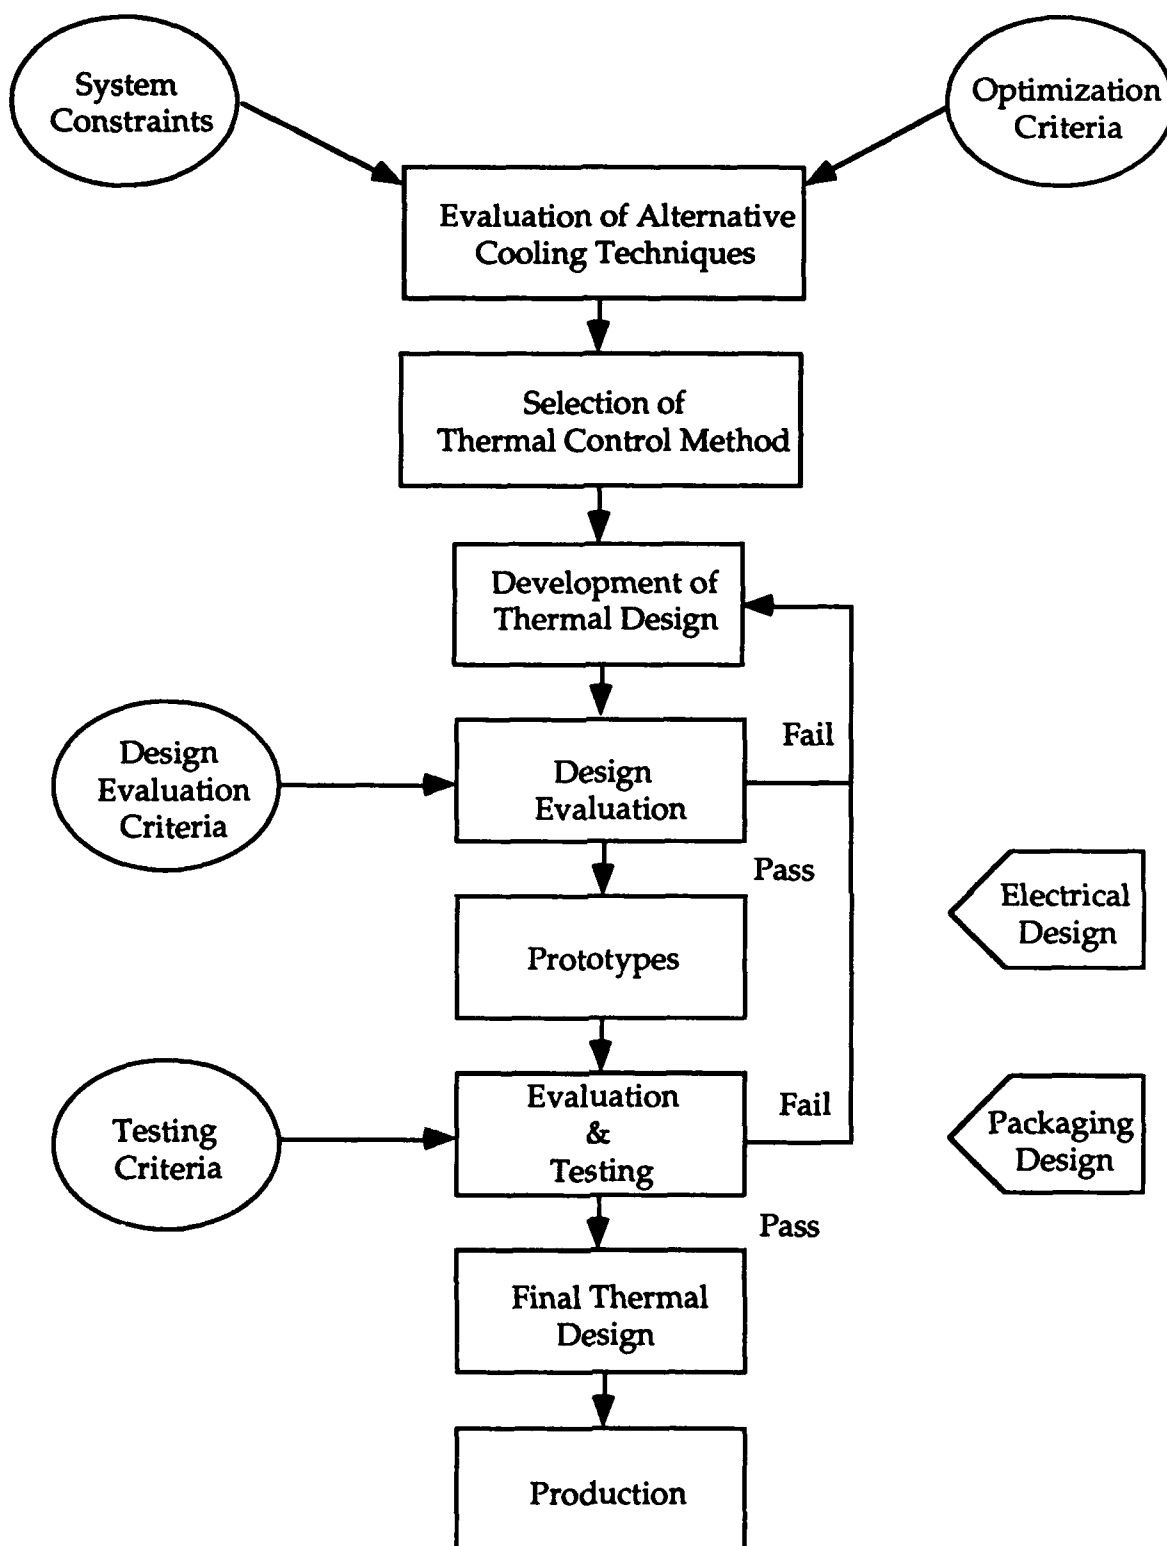 System
Constraints
Optimization
Criteria
Evaluation of Alternative
Cooling Techniques
Selection of
Thermal Control Method
Development of
Thermal Design
Design
Evaluation
Criteria
Design
Evaluation
Fail
Pass
Electrical
Design
Prototypes
Testing
Criteria
Evaluation
&
Testing
Fail
Packaging
Design
Pass
Final Thermal
Design
Production